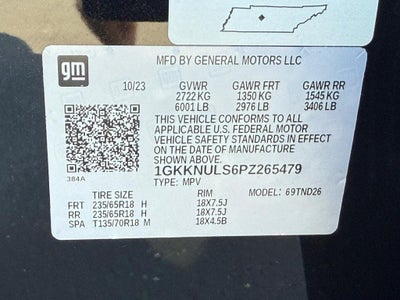 gm
MFD BY GENERAL MOTORS LLC
10/23 GVWR GAWR FRT GAWR RR
2722 KG 1350 KG 1545 KG
6001 LB 2976 LB 3406 LB
THIS VEHICLE CONFORMS TO ALL
APPLICABLE U.S. FEDERAL MOTOR
VEHICLE SAFETY STANDARDS IN EFFECT
ON THE DATE OF MANUFACTURE
SHOWN ABOVE.
384A
1GKKNULS6PZ265479
TYPE: MPV
MODEL: 69TND26
TIRE SIZE RIM
FRT 235/65R18 H 18X7.5J
RR 235/65R18 H 18X7.5J
SPA T135/70R18 M 18X4.5B